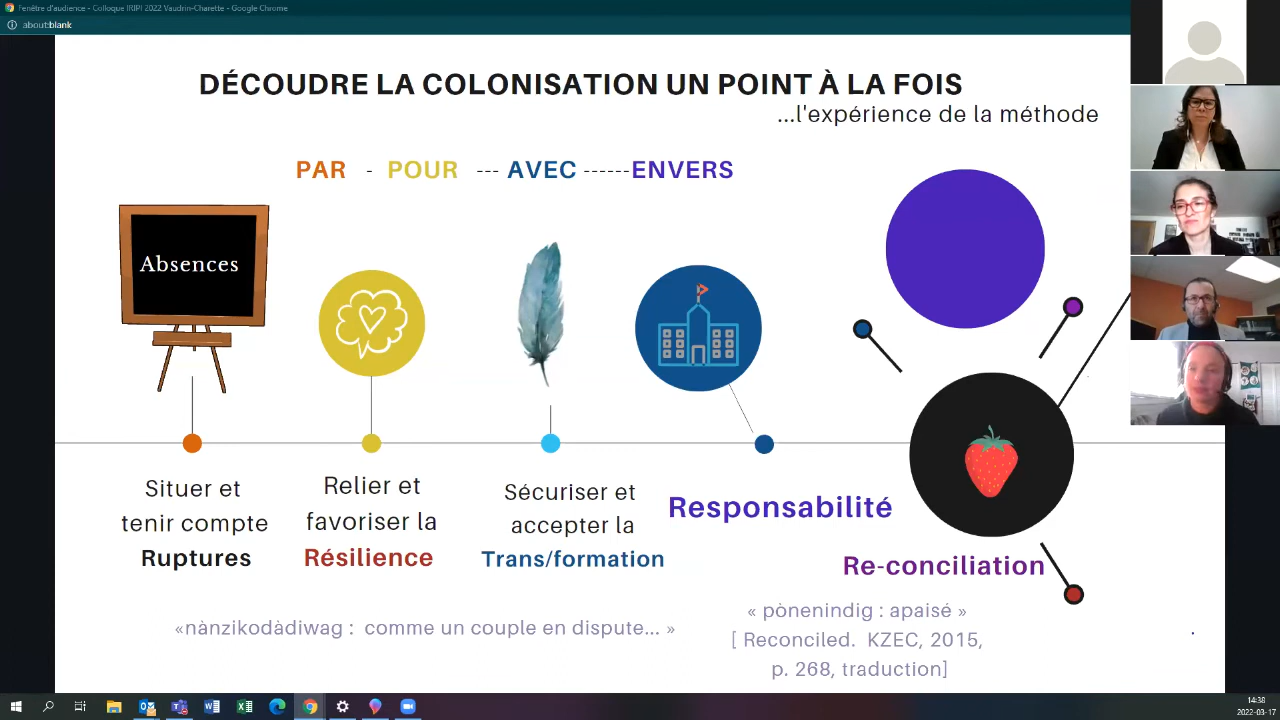 Fenêtre d'audience - Colloque IRIPI 2022 Vaudrin-Charette - Google Chrome
about:blank
DÉCOUDRE LA COLONISATION UN POINT À LA FOIS
...l'expérience de la méthode
PAR - POUR --- AVEC ------ENVERS
Absences
Situer et
tenir compte
Ruptures
Relier et
favoriser la
Résilience
Sécuriser et
accepter la
Trans/formation
Responsabilité
Re-conciliation
«nànzikodàdiwag : comme un couple en dispute... »
« pònenindig : apaisé »
[ Reconciled. KZEC, 2015,
p. 268, traduction]
14:38
2022-03-17